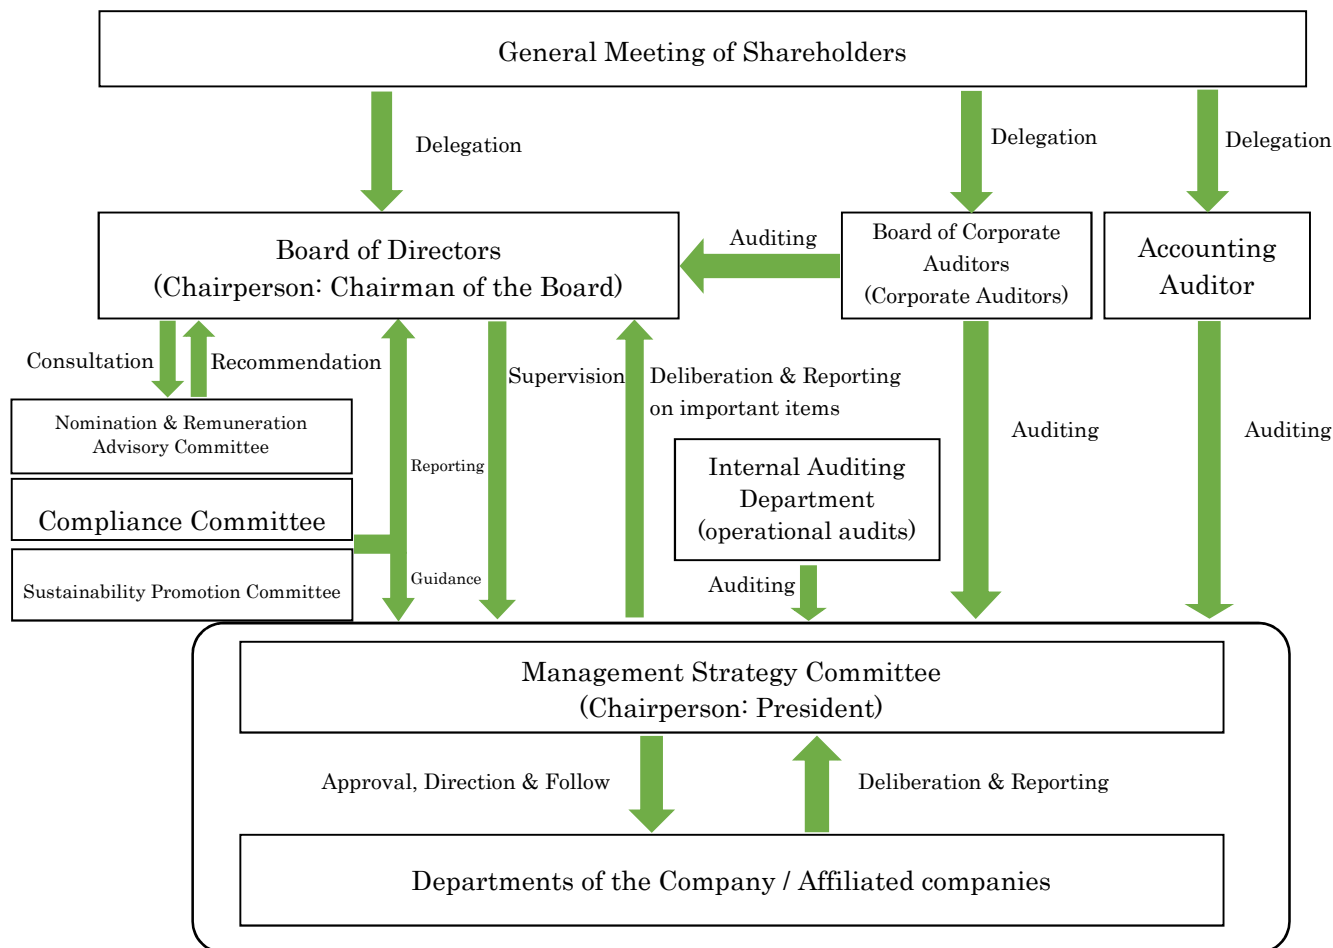 General Meeting of Shareholders
Delegation
Delegation
Delegation
Board of Directors
(Chairperson: Chairman of the Board)
Auditing
Board of Corporate
Auditors
(Corporate Auditors)
Accounting
Auditor
Consultation
Recommendation
Supervision
Deliberation & Reporting
on important items
Nomination & Remuneration
Advisory Committee
Compliance Committee
Sustainability Promotion Committee
Reporting
Guidance
Internal Auditing
Department
(operational audits)
Auditing
Auditing
Auditing
Management Strategy Committee
(Chairperson: President)
Approval, Direction & Follow
Deliberation & Reporting
Departments of the Company / Affiliated companies